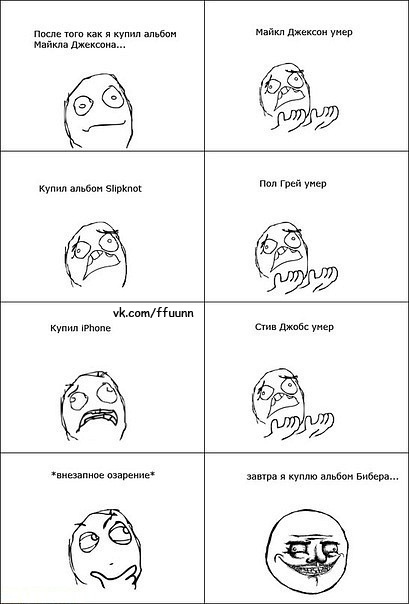 После того как я купил альбом
Майкла Джексона...
Майкл Джексон умер
Купил альбом Slipknot
Пол Грей умер
vk.com/ffuunn
Купил iPhone
Стив Джобс умер
*внезапное озарение*
завтра я куплю альбом Бибера...